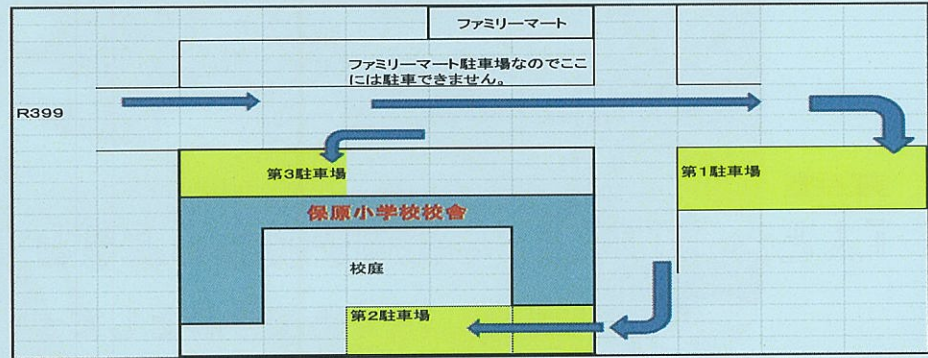 ファミリーマート
ファミリーマート駐車場なのでここ
には駐車できません。
R399
第3駐車場
第1駐車場
保原小学校校舎
校庭
第2駐車場